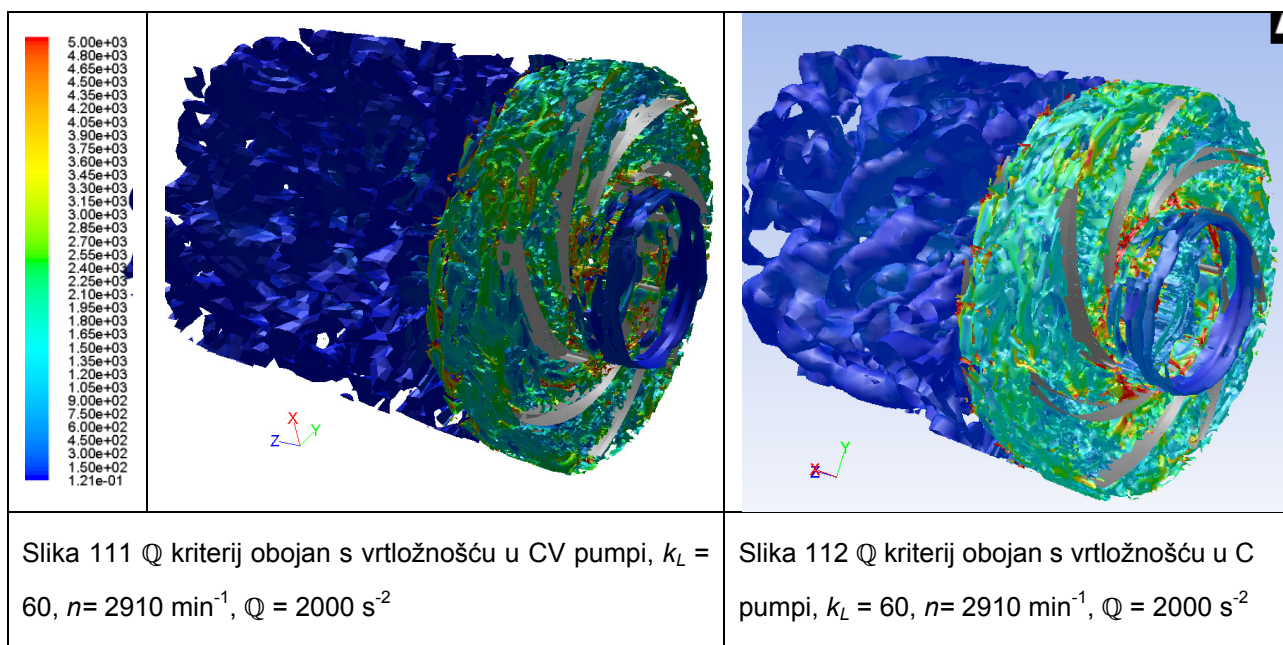 5.00e+03
4.80e+03
4.65e+03
4.50e+03
4.35e+03
4.20e+03
4.05e+03
3.90e+03
3.75e+03
3.60e+03
3.45e+03
3.30e+03
3.15e+03
3.00e+03
2.85e+03
2.70e+03
2.55e+03
2.40e+03
2.25e+03
2.10e+03
1.95e+03
1.80e+03
1.65e+03
1.50e+03
1.35e+03
1.20e+03
1.05e+03
9.00e+02
7.50e+02
6.00e+02
4.50e+02
3.00e+02
1.50e+02
1.21e-01
X
Y
Z
Y
X
Z
Slika 111 ℚ kriterij obojan s vrtložnošću u CV pumpi, k_L =
60, n= 2910 min⁻¹, ℚ = 2000 s⁻²
Slika 112 ℚ kriterij obojan s vrtložnošću u C
pumpi, k_L = 60, n= 2910 min⁻¹, ℚ = 2000 s⁻²